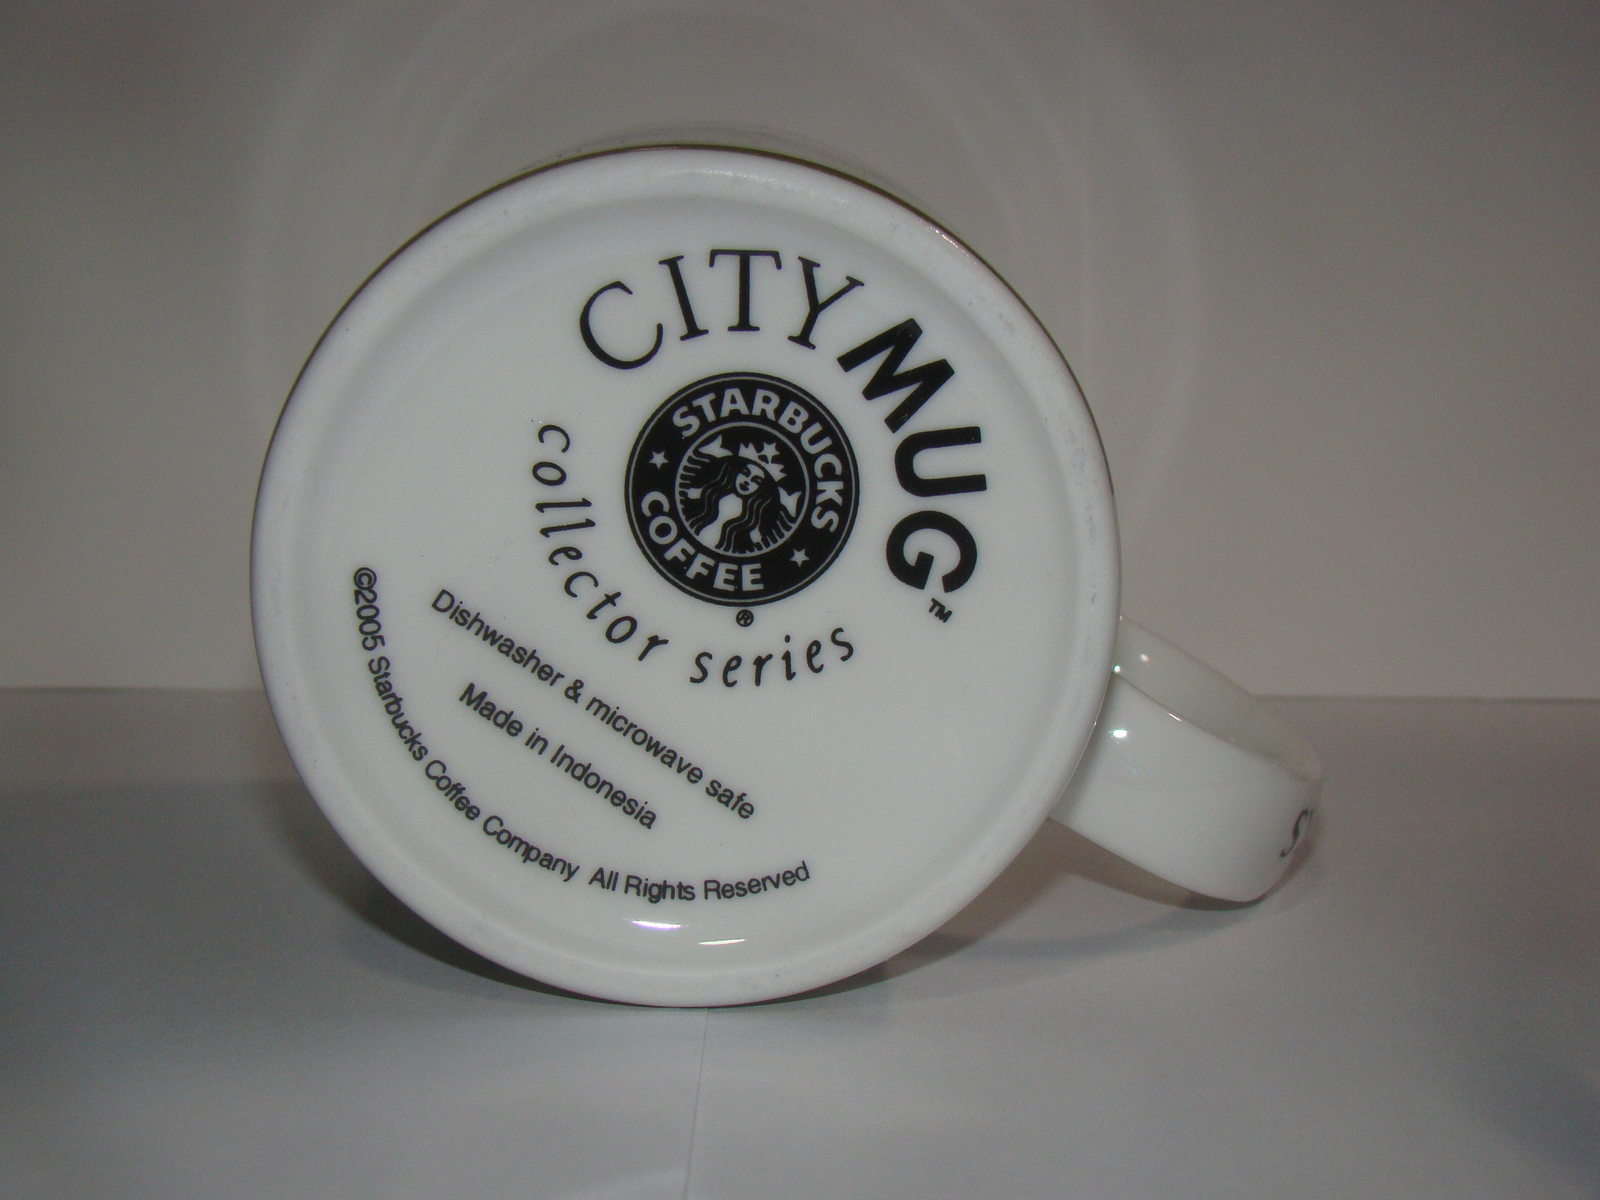 CITY MUG™
STARBUCKS
COFFEE
®
collector series
Dishwasher & microwave safe
Made in Indonesia
©2005 Starbucks Coffee Company All Rights Reserved